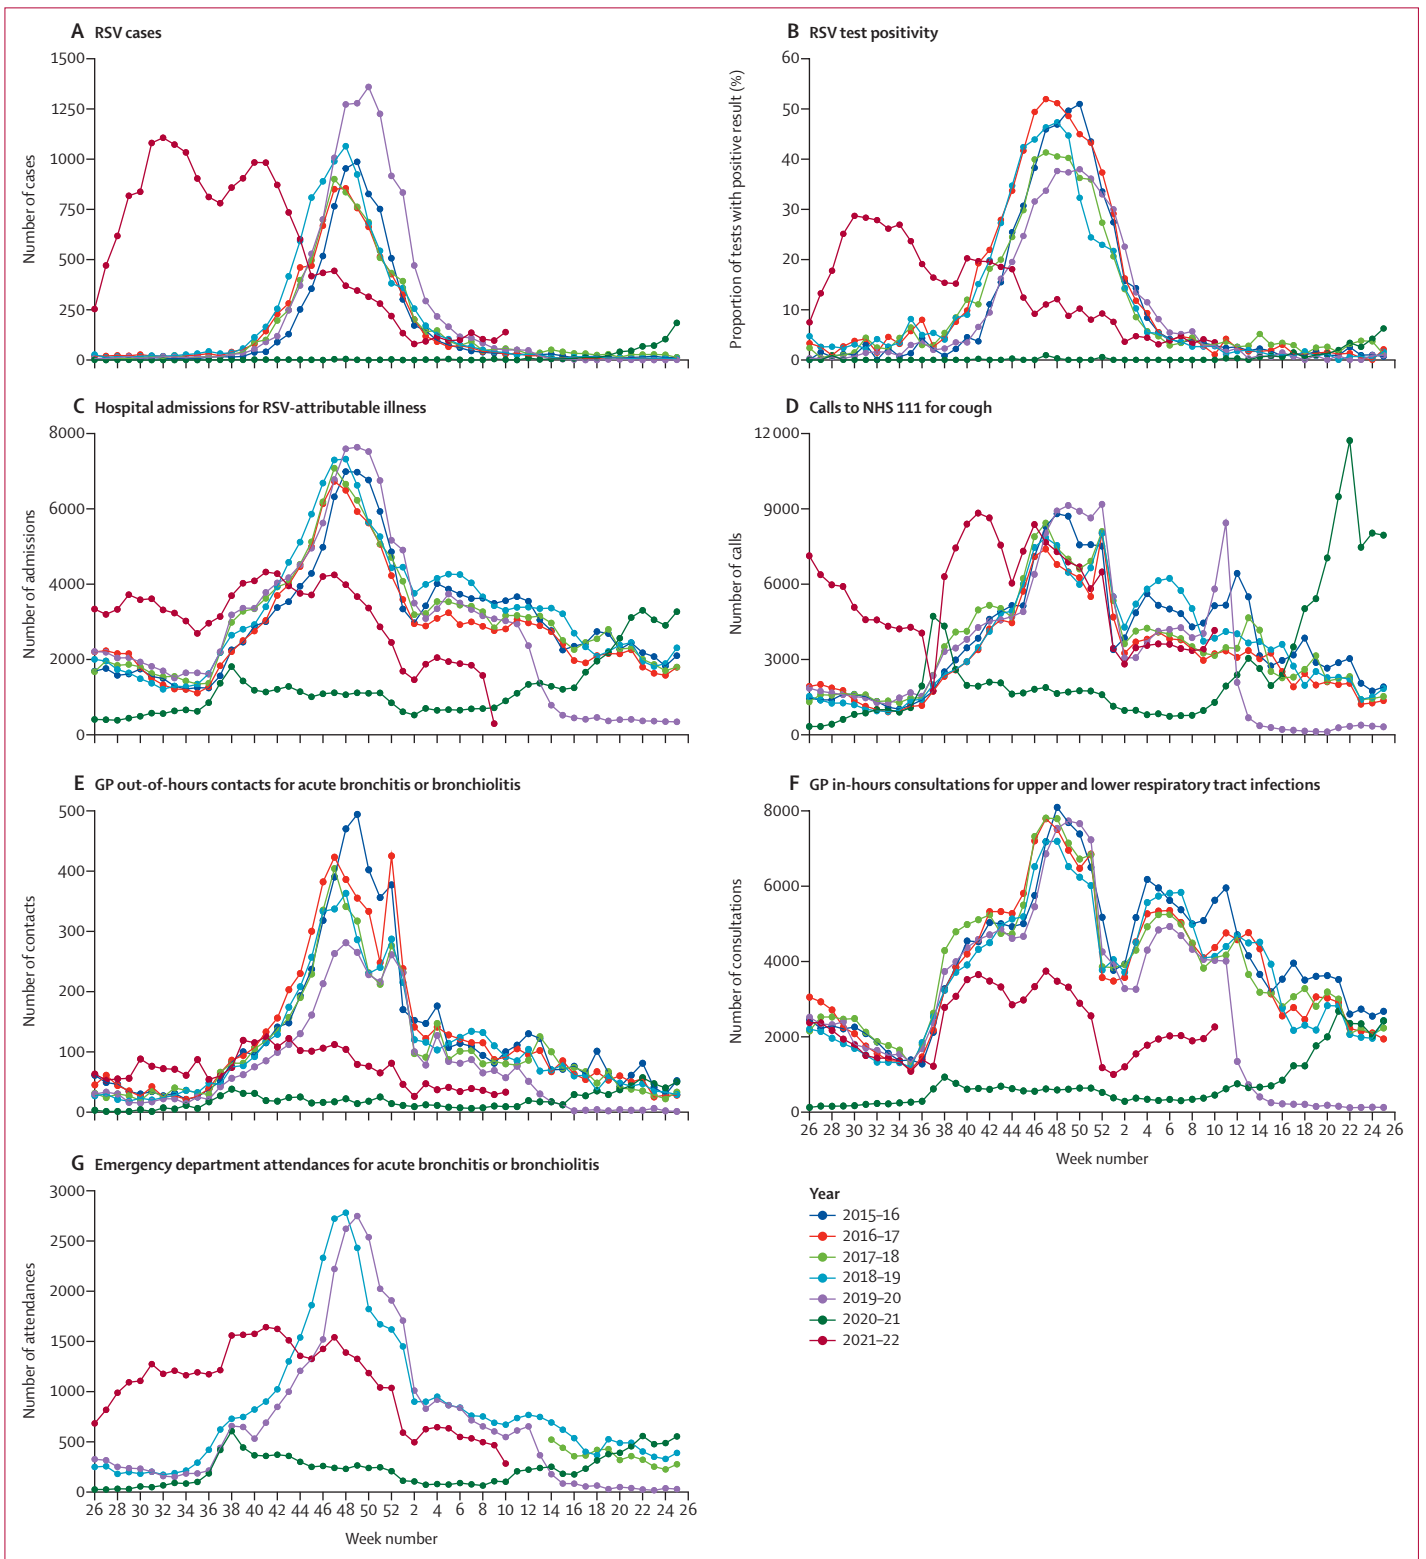 A RSV cases
1500
1250
1000
750
500
250
0
Number of cases
B RSV test positivity
60
50
40
30
20
10
0
Proportion of tests with positive result (%)
C Hospital admissions for RSV-attributable illness
8000
6000
4000
2000
0
Number of admissions
D Calls to NHS 111 for cough
12 000
9000
6000
3000
0
Number of calls
E GP out-of-hours contacts for acute bronchitis or bronchiolitis
500
400
300
200
100
0
Number of contacts
F GP in-hours consultations for upper and lower respiratory tract infections
8000
6000
4000
2000
0
Number of consultations
26 28 30 32 34 36 38 40 42 44 46 48 50 52 2 4 6 8 10 12 14 16 18 20 22 24 26
Week number
G Emergency department attendances for acute bronchitis or bronchiolitis
3000
2500
2000
1500
1000
500
0
Number of attendances
26 28 30 32 34 36 38 40 42 44 46 48 50 52 2 4 6 8 10 12 14 16 18 20 22 24 26
Week number
Year
2015–16
2016–17
2017–18
2018–19
2019–20
2020–21
2021–22